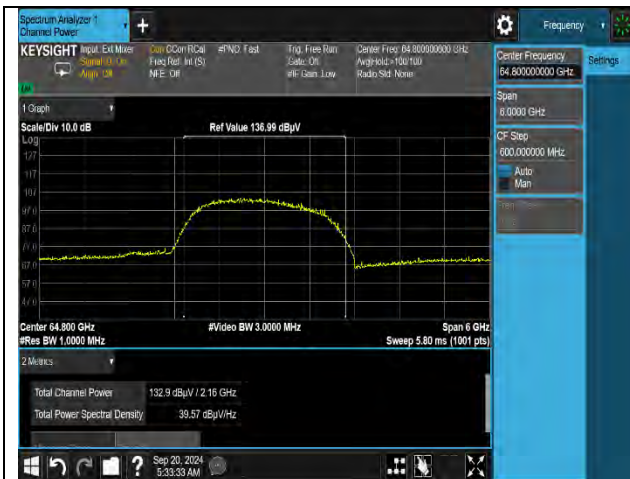 Spectrum Analyzer 1
Channel Power
+
Frequency
KEYSIGHT
Input: Ext Mixer
CCorr RCal
Freq Ref: Int (S)
NFE: Off
#PNO: Fast
Trig: Free Run
Gate: Off
#IF Gain: Low
Center Freq: 64.800000000 GHz
Avg|Hold:>100/100
Radio Std: None
Center Frequency
64.800000000 GHz
Settings
Span
6.0000 GHz
CF Step
600.000000 MHz
Auto
Man
1 Graph
Scale/Div 10.0 dB
Ref Value 136.99 dBµV
Log
127
117
107
97.0
87.0
77.0
67.0
57.0
47.0
Center 64.800 GHz
#Video BW 3.0000 MHz
Span 6 GHz
#Res BW 1.0000 MHz
Sweep 5.80 ms (1001 pts)
2 Metrics
Total Channel Power
132.9 dBµV / 2.16 GHz
Total Power Spectral Density
39.57 dBµV/Hz
?
Sep 20, 2024
5:33:33 AM